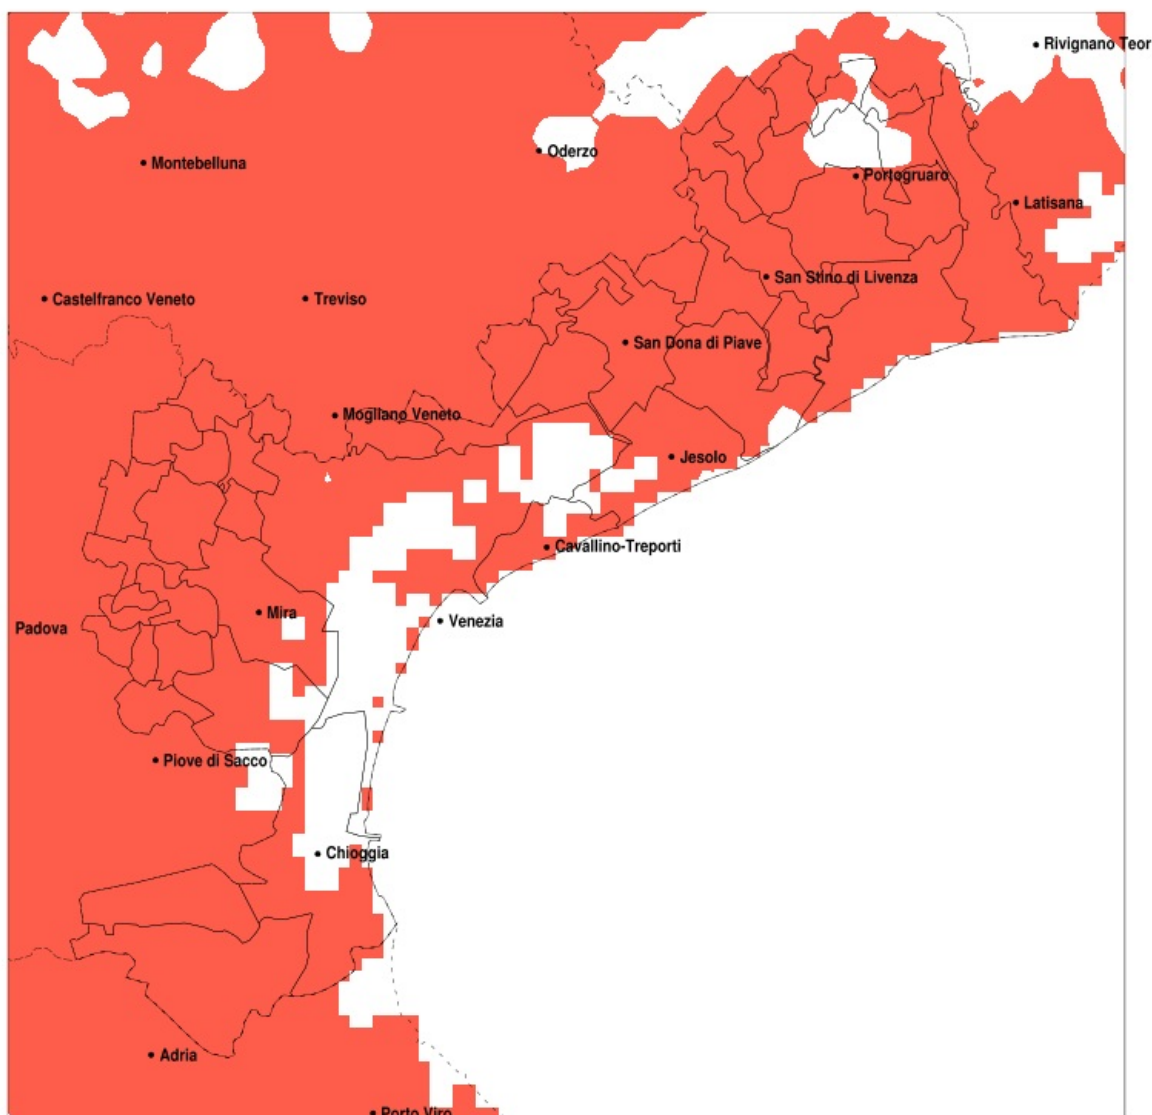 Rivignano Teor
Oderzo
Montebelluna
Portogruaro
Latisana
San Stino di Livenza
Castelfranco Veneto
Treviso
San Dona di Piave
Mogliano Veneto
Jesolo
Cavallino-Treporti
Mira
Venezia
Padova
Piove di Sacco
Chioggia
Adria
Porto Viro